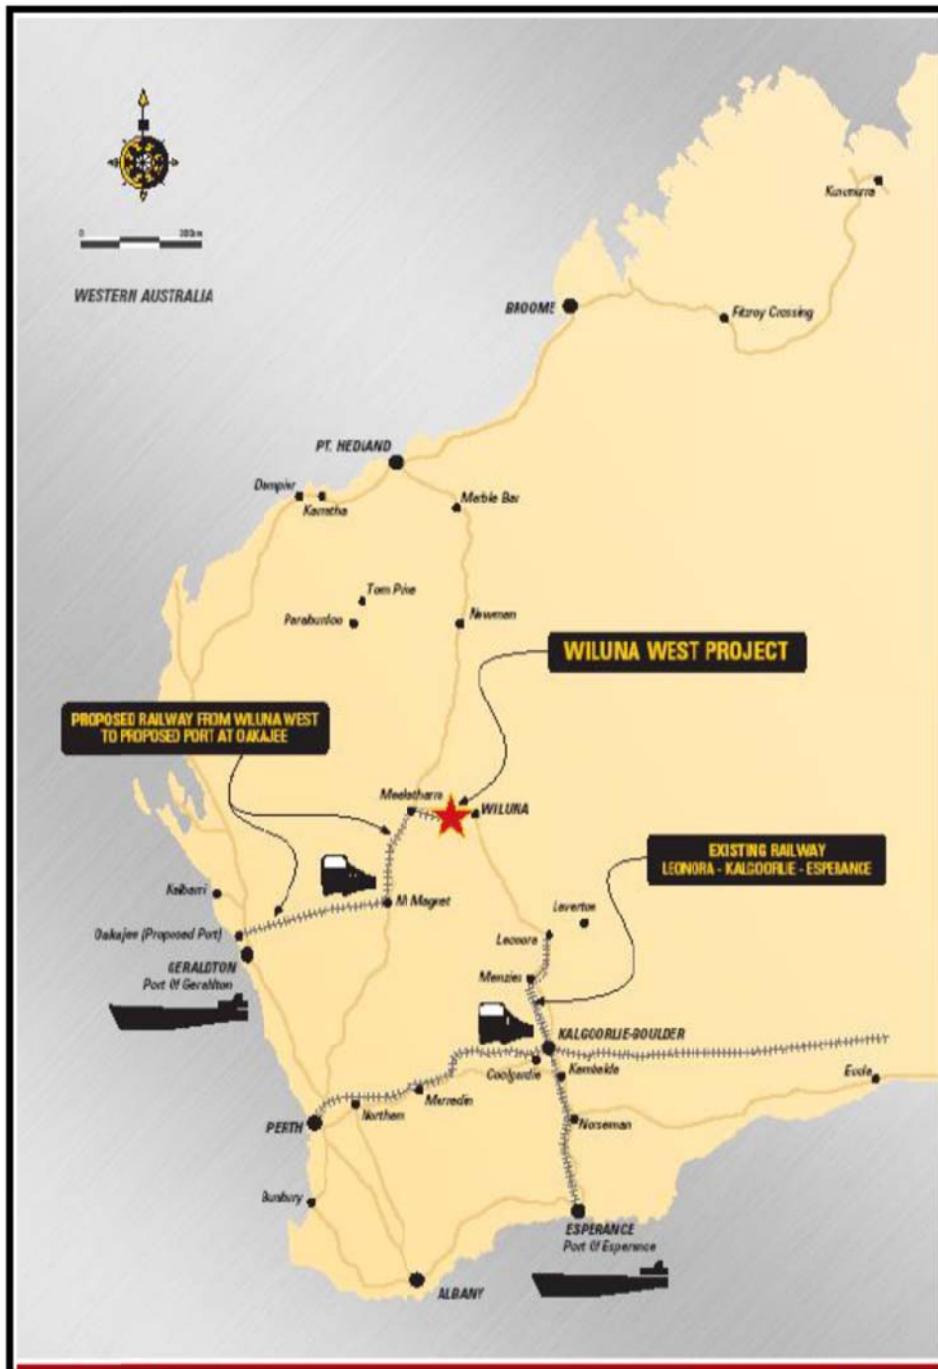 0 300km
WESTERN AUSTRALIA
Kununurra
BROOME
Fitzroy Crossing
PT. HEDLAND
Dampier
Karratha
Marble Bar
Tom Price
Paraburdoo
Newman
WILUNA WEST PROJECT
PROPOSED RAILWAY FROM WILUNA WEST
TO PROPOSED PORT AT OAKAJEE
Meekatharra
WILUNA
EXISTING RAILWAY
LEONORA - KALGOORLIE - ESPERANCE
Kalbarri
Mt Magnet
Laverton
Oakajee (Proposed Port)
Leonora
GERALDTON
Port Of Geraldton
Menzies
KALGOORLIE-BOULDER
Coolgardie
Kambalda
Eucla
Merredin
Northam
Norseman
PERTH
Bunbury
ESPERANCE
Port Of Esperance
ALBANY